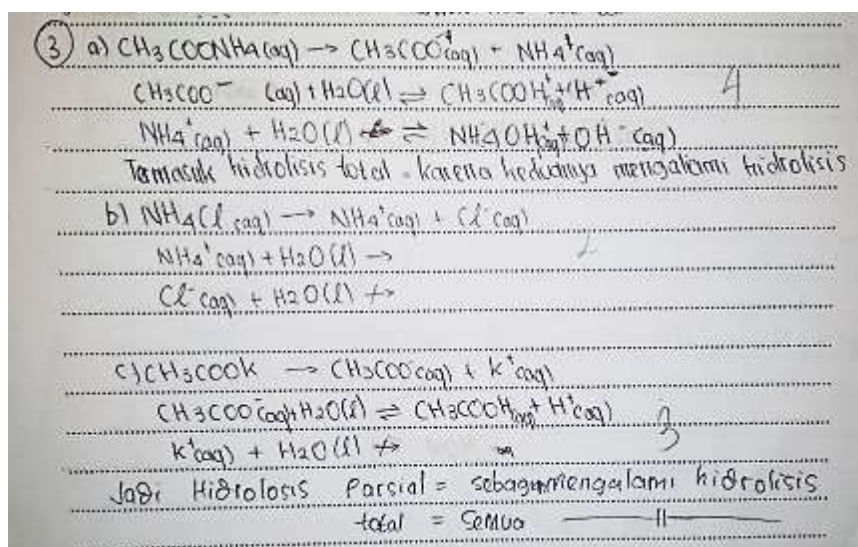 3 a) CH3COONH4(aq) → CH3COO⁻(aq) + NH4⁺(aq)
CH3COO⁻ (aq) + H2O(l) ⇌ CH3COOH(aq) + H⁺(aq) 4
NH4⁺(aq) + H2O(l) ⇌ NH4OH(aq) + OH⁻(aq)
Termasuk hidrolisis total. karena keduanya mengalami hidrolisis
b) NH4Cl(aq) → NH4⁺(aq) + Cl⁻(aq)
NH4⁺(aq) + H2O(l) → 2
Cl⁻(aq) + H2O(l) ↛
c) CH3COOK → CH3COO⁻(aq) + K⁺(aq)
CH3COO⁻(aq) + H2O(l) ⇌ CH3COOH(aq) + H⁺(aq)
K⁺(aq) + H2O(l) ↛ 3
Jadi Hidrolosis Parsial = mengalami hidrolisis
total = Semua —||—